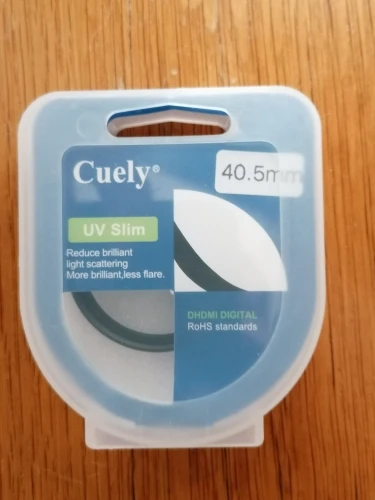 Cuely®
40.5mm
UV Slim
Reduce brilliant
light scattering
More brilliant,less flare.
DHDMI DIGITAL
RoHS standards